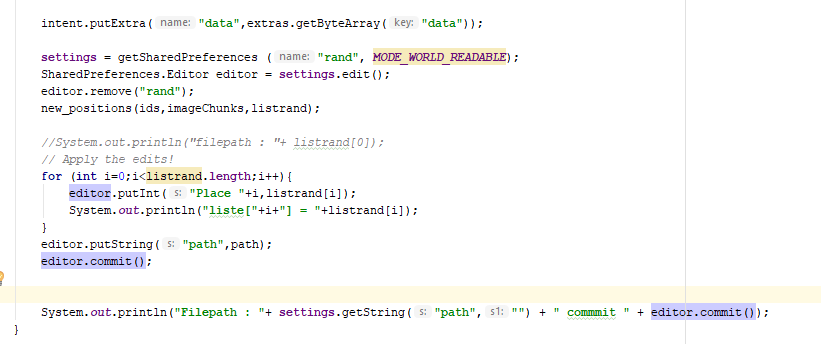 intent.putExtra( name: "data",extras.getByteArray( key: "data"));
settings = getSharedPreferences ( name: "rand", MODE_WORLD_READABLE);
SharedPreferences.Editor editor = settings.edit();
editor.remove("rand");
new_positions(ids,imageChunks,listrand);
//System.out.println("filepath : "+ listrand[0]);
// Apply the edits!
for (int i=0;i<listrand.length;i++){
editor.putInt( s: "Place "+i,listrand[i]);
System.out.println("liste["+i+"] = "+listrand[i]);
}
editor.putString( s: "path",path);
editor.commit();
System.out.println("Filepath : "+ settings.getString( s: "path", s1: "") + " commmit " + editor.commit());
}